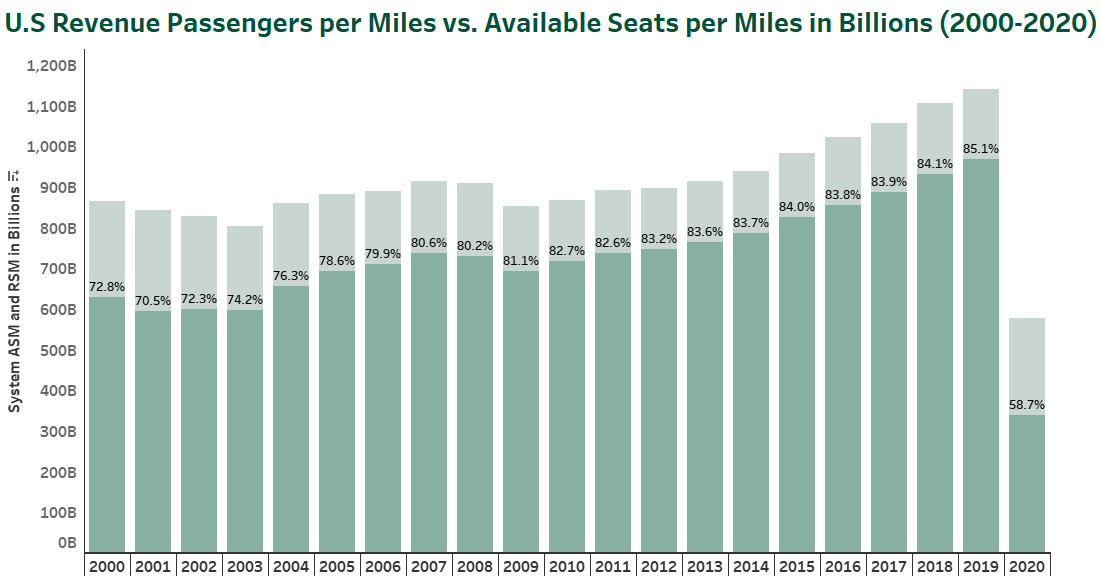 U.S Revenue Passengers per Miles vs. Available Seats per Miles in Billions (2000-2020)
System ASM and RSM in Billions
1,200B
1,100B
1,000B
900B
800B
700B
600B
500B
400B
300B
200B
100B
0B
72.8%
70.5%
72.3%
74.2%
76.3%
78.6%
79.9%
80.6%
80.2%
81.1%
82.7%
82.6%
83.2%
83.6%
83.7%
84.0%
83.8%
83.9%
84.1%
85.1%
58.7%
2000 2001 2002 2003 2004 2005 2006 2007 2008 2009 2010 2011 2012 2013 2014 2015 2016 2017 2018 2019 2020